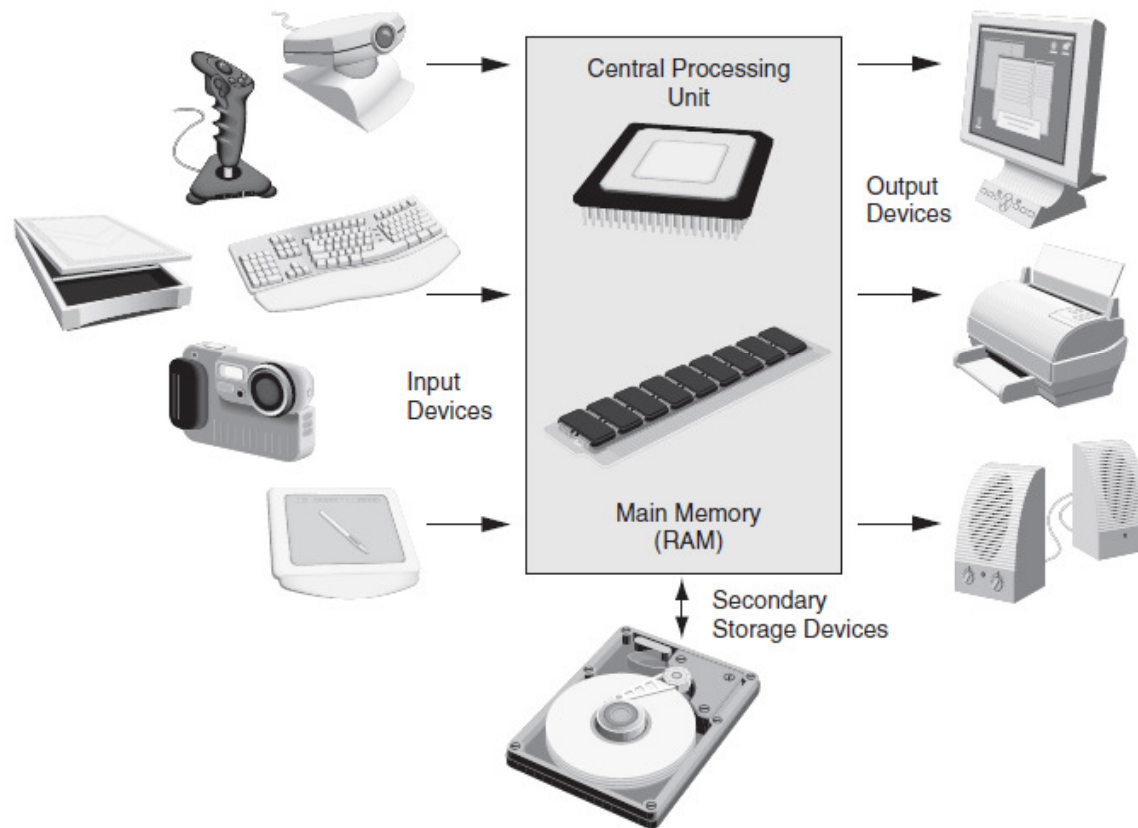 Central Processing
Unit
Output
Devices
Input
Devices
Main Memory
(RAM)
Secondary
Storage Devices